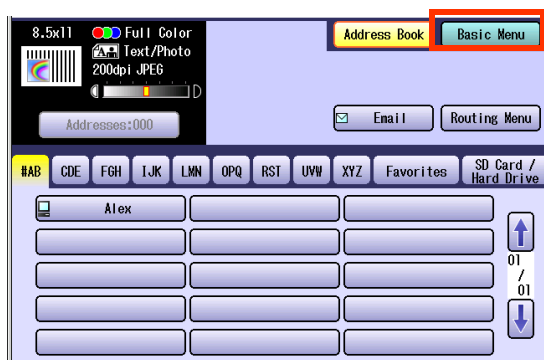 8.5x11 Full Color
Text/Photo
200dpi JPEG
Addresses:000
Address Book Basic Menu
Email Routing Menu
#AB CDE FGH IJK LMN OPQ RST UVW XYZ Favorites SD Card /
Hard Drive
Alex
01
/
01